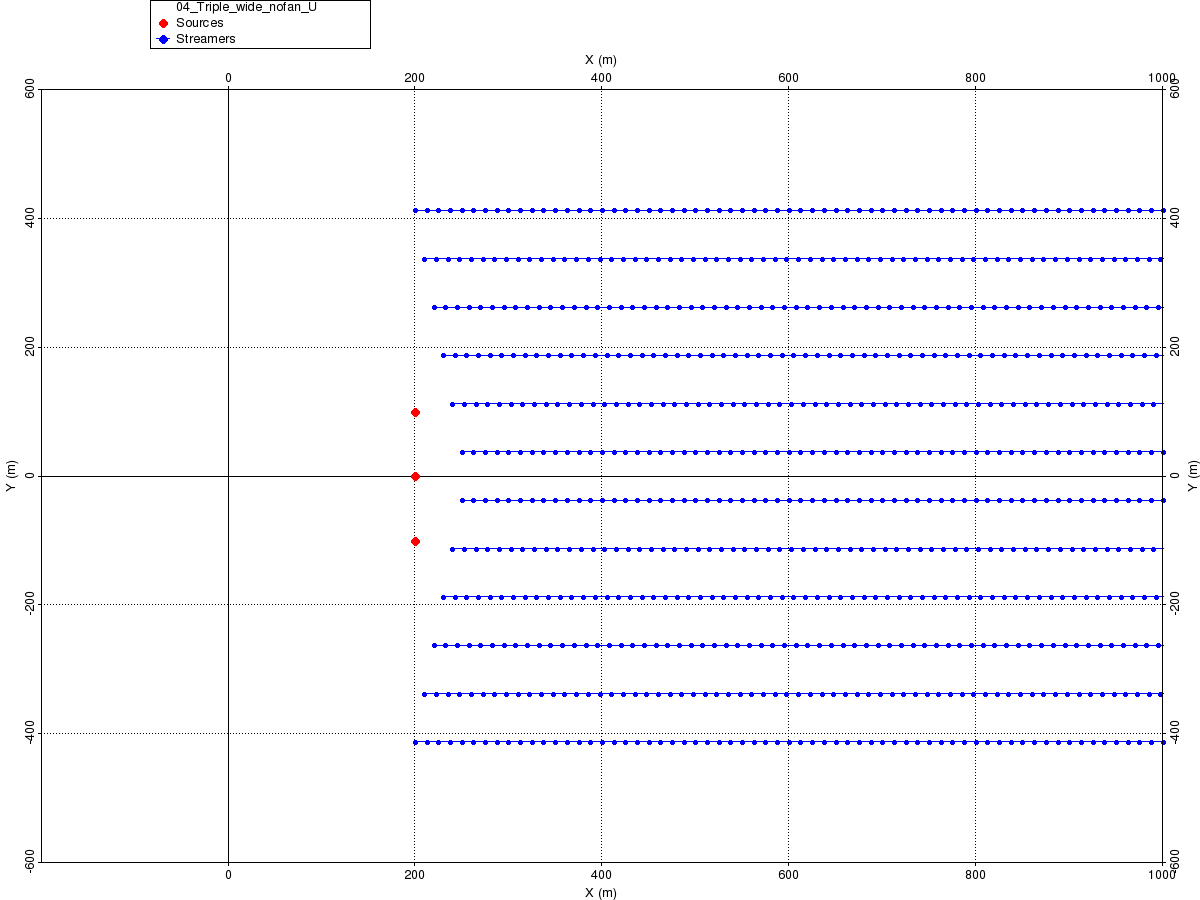 04_Triple_wide_nofan_U
Sources
Streamers
X (m)
0 200 400 600 800 1000
600 600
400 400
200 200
0 0
Y (m) Y (m)
-200 -200
-400 -400
-600 -600
0 200 400 600 800 1000
X (m)